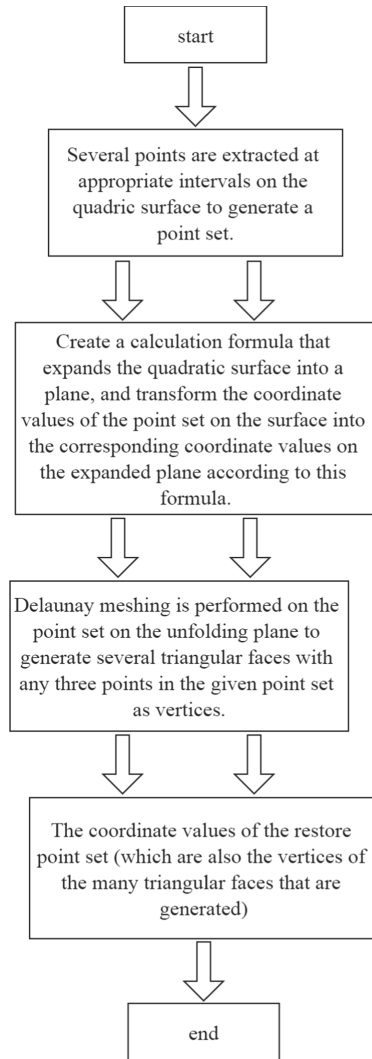 start
Several points are extracted at
appropriate intervals on the
quadric surface to generate a
point set.
Create a calculation formula that
expands the quadratic surface into a
plane, and transform the coordinate
values of the point set on the surface into
the corresponding coordinate values on
the expanded plane according to this
formula.
Delaunay meshing is performed on the
point set on the unfolding plane to
generate several triangular faces with
any three points in the given point set
as vertices.
The coordinate values of the restore
point set (which are also the vertices of
the many triangular faces that are
generated)
end